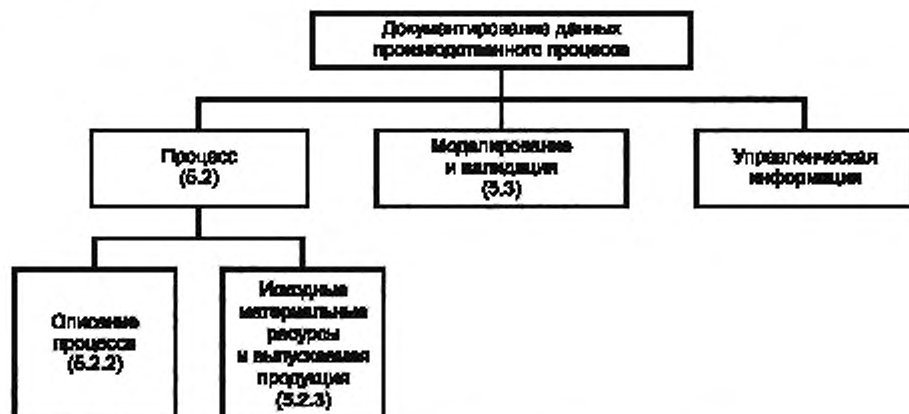 Документирование данных
производственного процесса
Процесс
(5.2)
Моделирование
и валидация
(5.3)
Управленческая
информация
Описание
процесса
(5.2.2)
Исходные
материальные
ресурсы
и выпускаемая
продукция
(5.2.3)